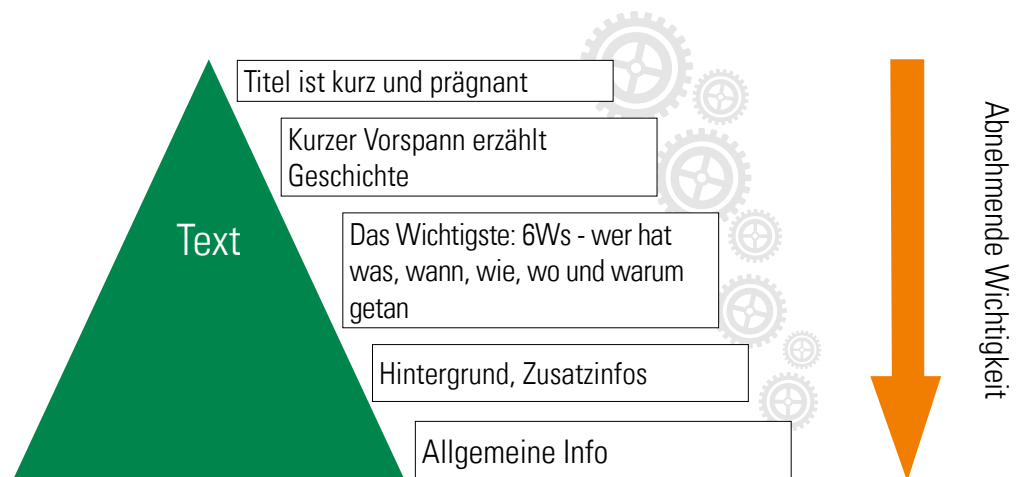 Titel ist kurz und prägnant
Kurzer Vorspann erzählt
Geschichte
Text
Das Wichtigste: 6Ws - wer hat
was, wann, wie, wo und warum
getan
Hintergrund, Zusatzinfos
Allgemeine Info
Abnehmende Wichtigkeit